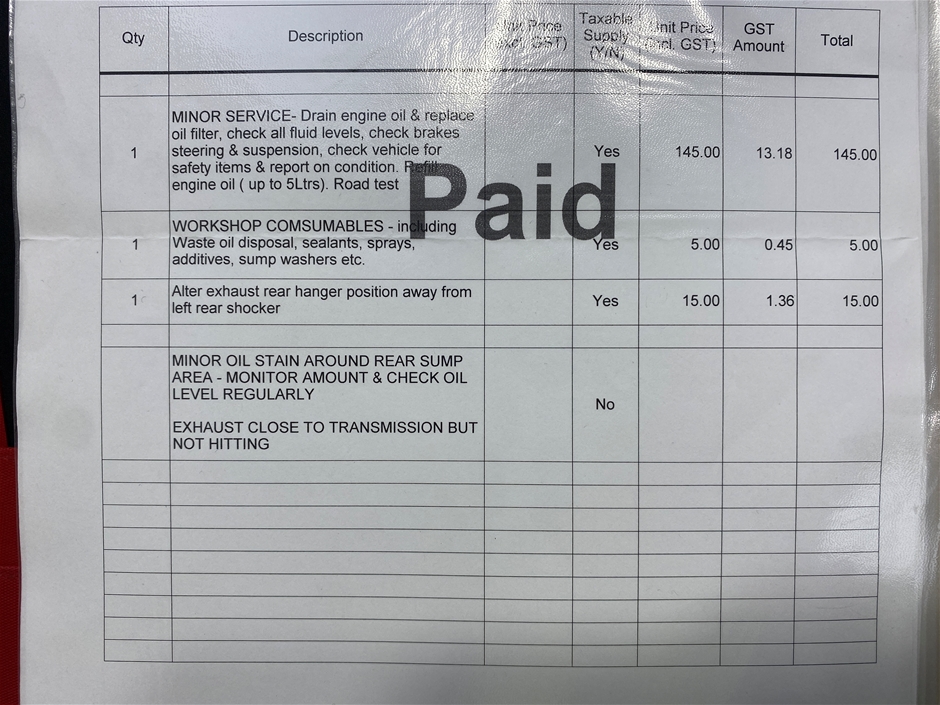 Qty Description Unit Price (excl. GST) Taxable Supply (Y/N) Unit Price (incl. GST) GST Amount Total
MINOR SERVICE- Drain engine oil & replace
oil filter, check all fluid levels, check brakes
1 steering & suspension, check vehicle for Yes 145.00 13.18 145.00
safety items & report on condition. Refill
engine oil ( up to 5Ltrs). Road test
Paid
WORKSHOP COMSUMABLES - including
1 Waste oil disposal, sealants, sprays, Yes 5.00 0.45 5.00
additives, sump washers etc.
1 Alter exhaust rear hanger position away from Yes 15.00 1.36 15.00
left rear shocker
MINOR OIL STAIN AROUND REAR SUMP
AREA - MONITOR AMOUNT & CHECK OIL
LEVEL REGULARLY
No
EXHAUST CLOSE TO TRANSMISSION BUT
NOT HITTING